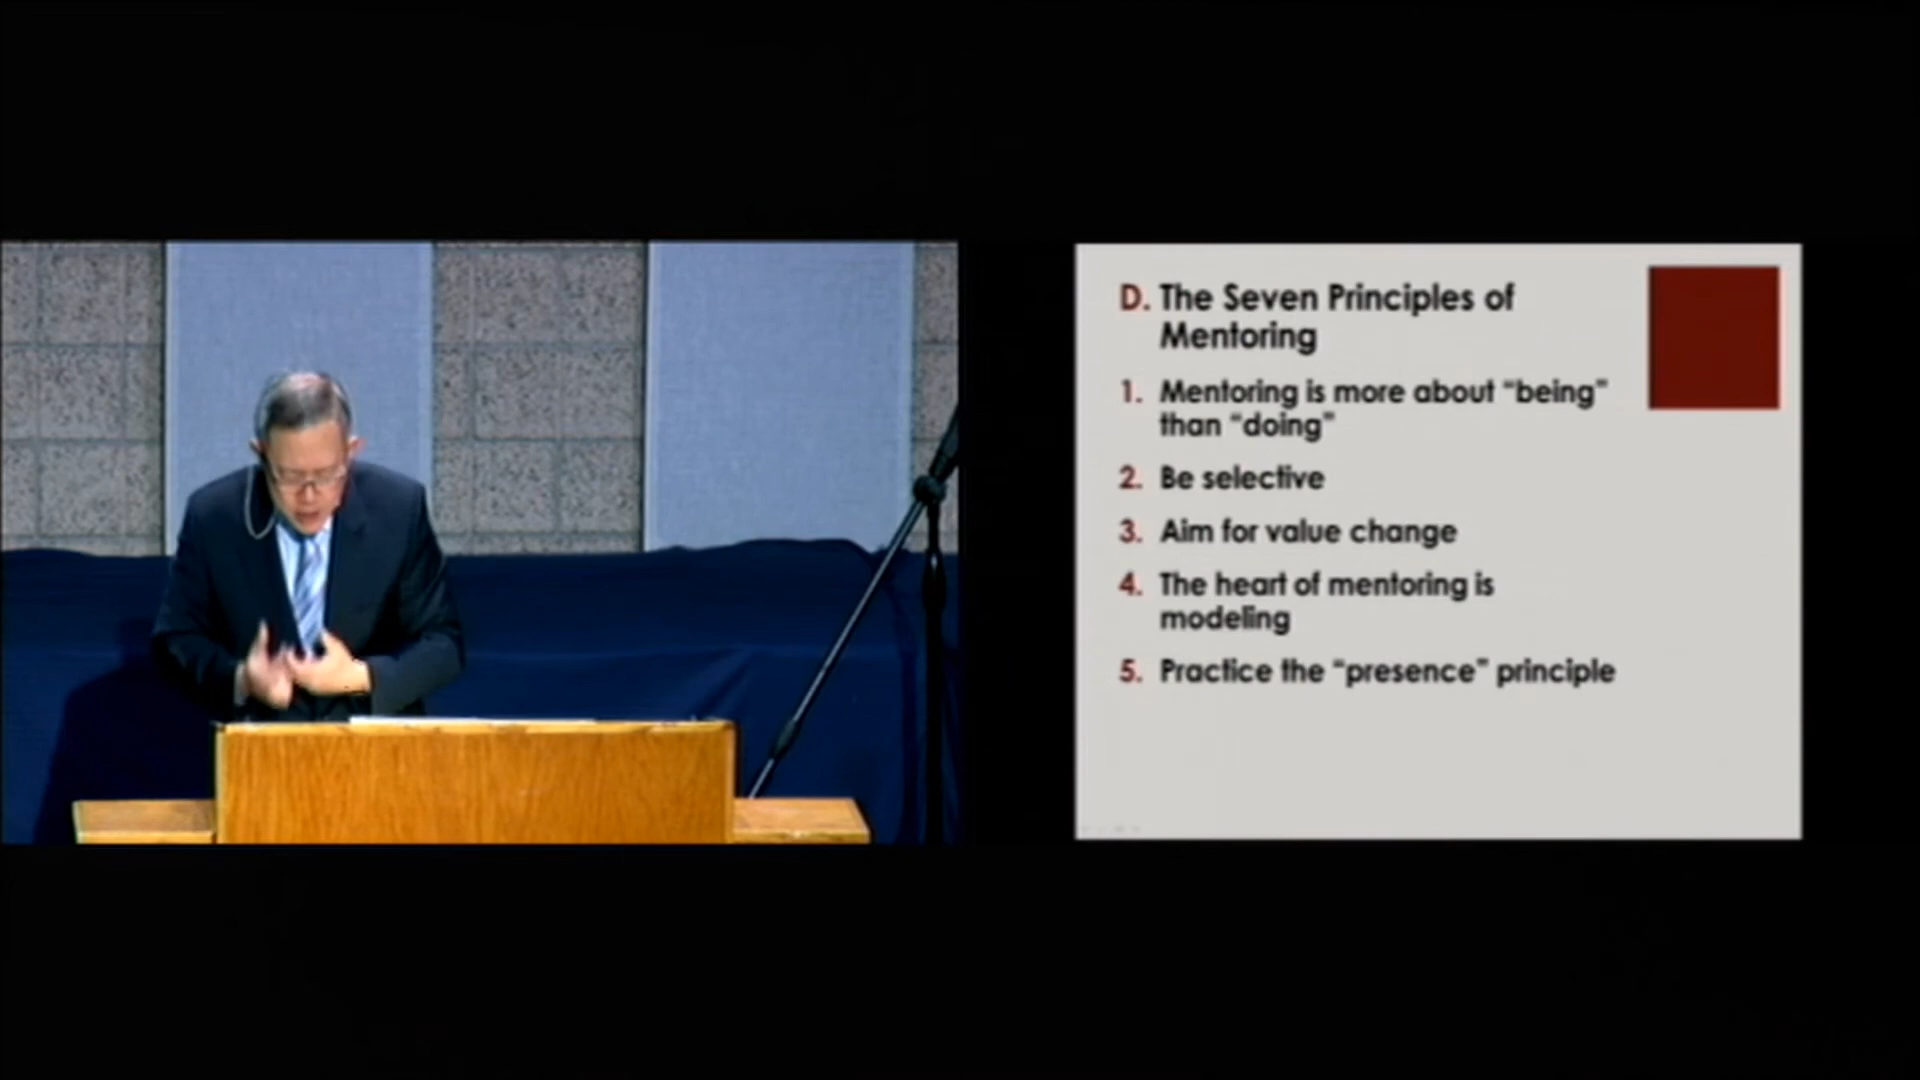 D. The Seven Principles of
Mentoring
1. Mentoring is more about “being”
than “doing”
2. Be selective
3. Aim for value change
4. The heart of mentoring is
modeling
5. Practice the “presence” principle